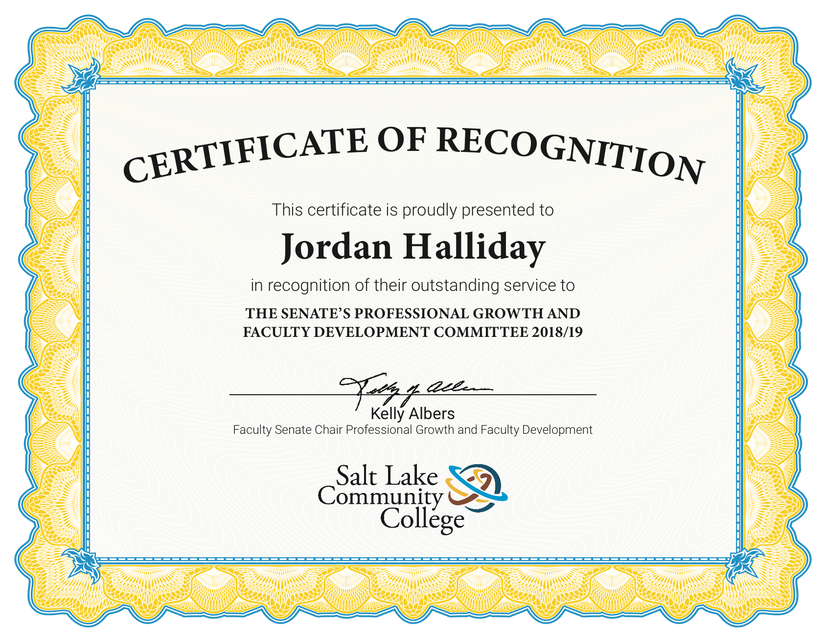 CERTIFICATE OF RECOGNITION
This certificate is proudly presented to
Jordan Halliday
in recognition of their outstanding service to
THE SENATE'S PROFESSIONAL GROWTH AND
FACULTY DEVELOPMENT COMMITTEE 2018/19
Kelly J Albers
Kelly Albers
Faculty Senate Chair Professional Growth and Faculty Development
Salt Lake
Community
College